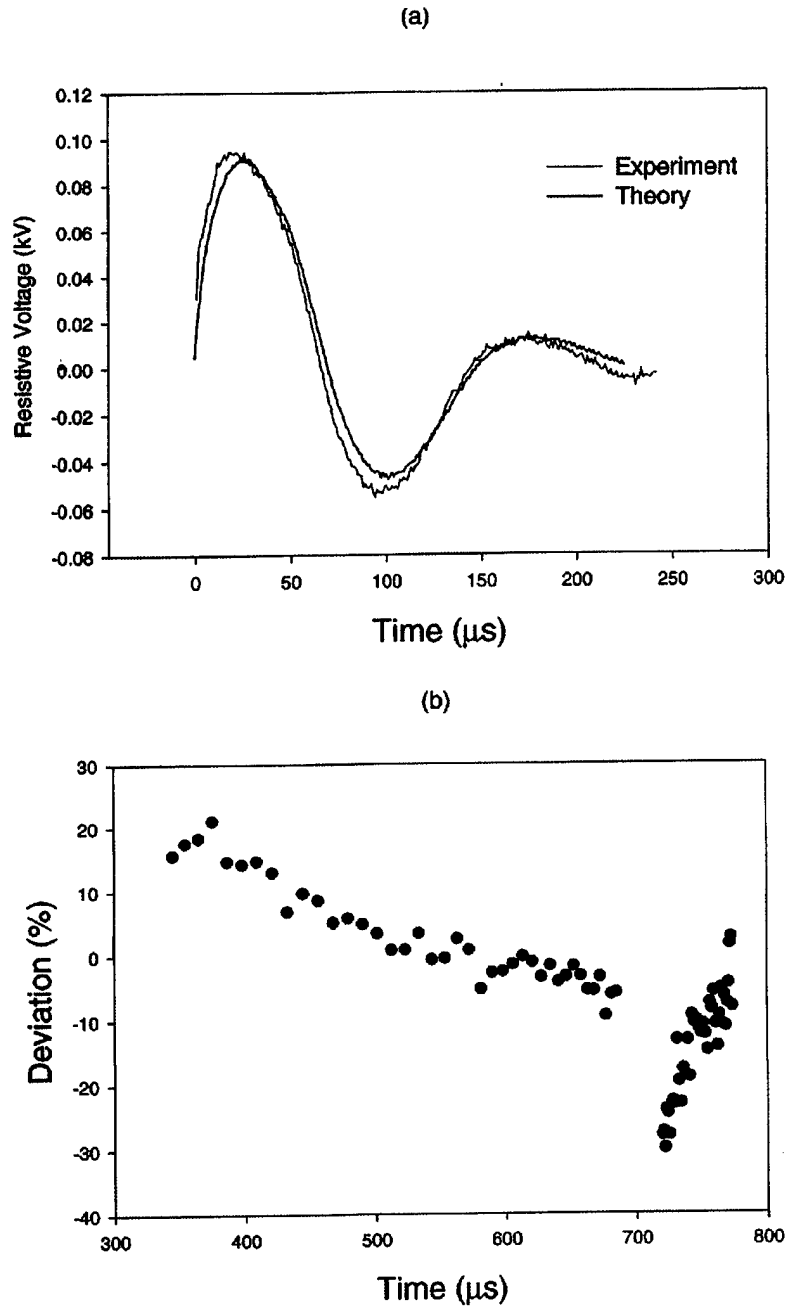 (a)
0.12
0.10
0.08
0.06
0.04
0.02
0.00
-0.02
-0.04
-0.06
-0.08
Resistive Voltage (kV)
Experiment
Theory
0 50 100 150 200 250 300
Time (μs)
(b)
30
20
10
0
-10
-20
-30
-40
Deviation (%)
300 400 500 600 700 800
Time (μs)